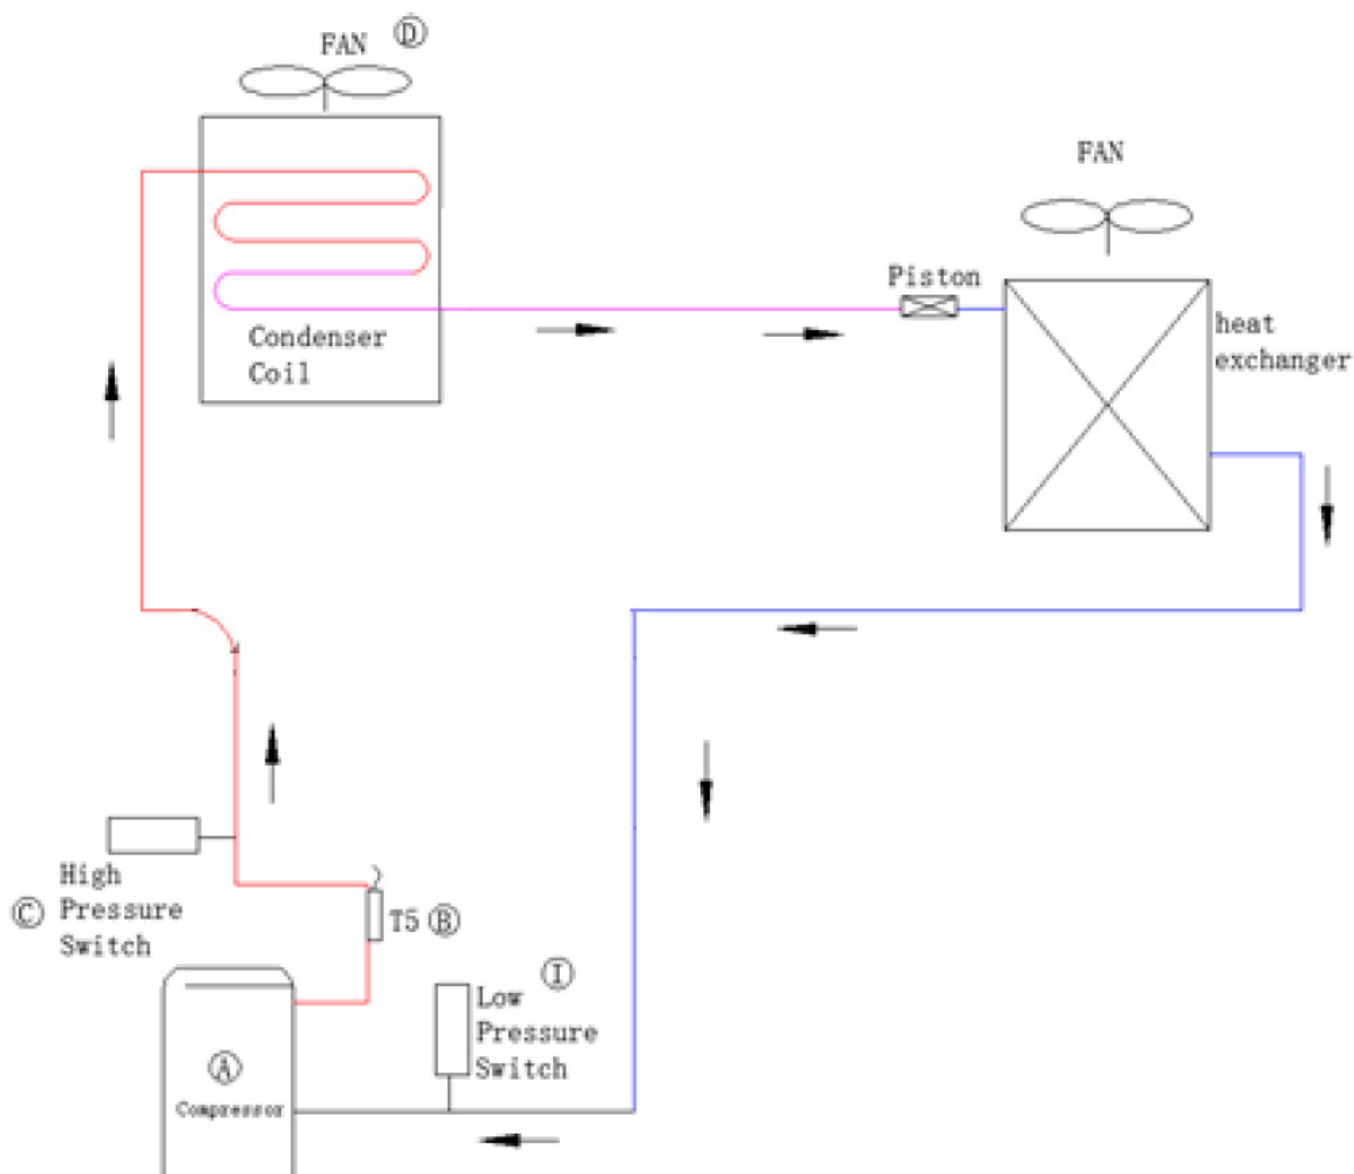 FAN Ⓓ
FAN
Piston
heat
exchanger
Condenser
Coil
High
Ⓒ Pressure
Switch
T5 Ⓑ
Ⓘ
Low
Pressure
Switch
Ⓐ
Compressor